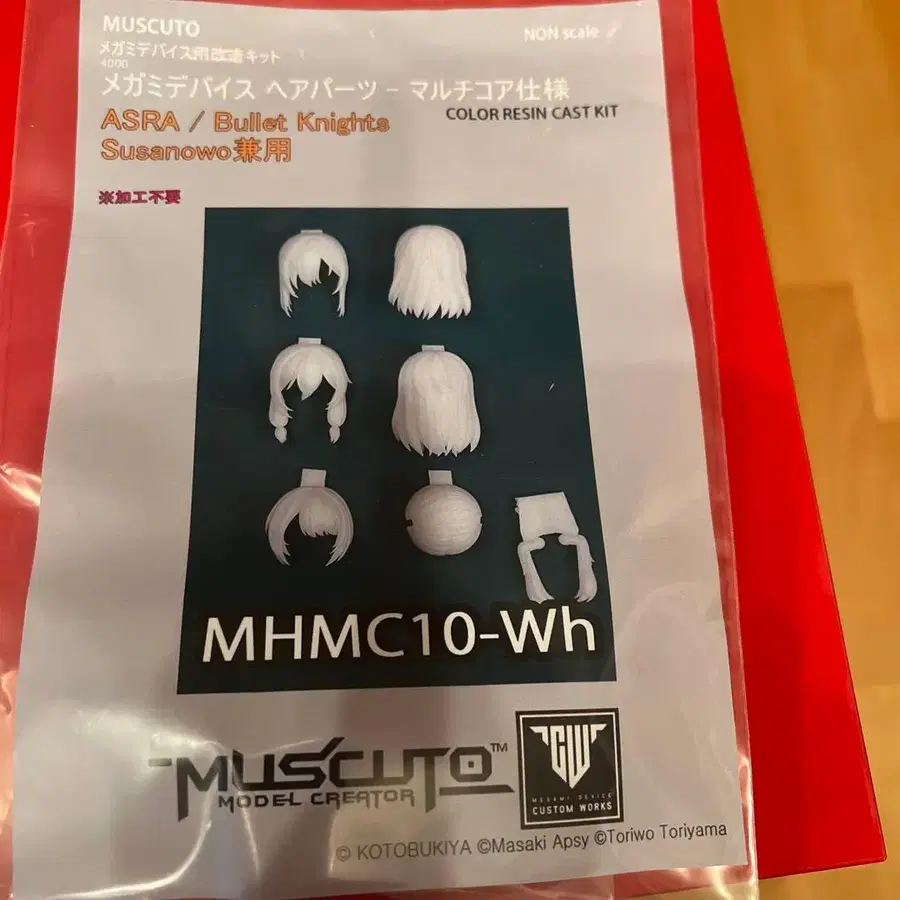 MUSCUTO
NON scale
メガミデバイス用改造キット
4000
メガミデバイス ヘアパーツ - マルチコア仕様
COLOR RESIN CAST KIT
ASRA / Bullet Knights
Susanowo兼用
※加工不要
MHMC10-Wh
MUSCUTO™
MODEL CREATOR
CW
MEGAMI DEVICE
CUSTOM WORKS
© KOTOBUKIYA ©Masaki Apsy ©Toriwo Toriyama